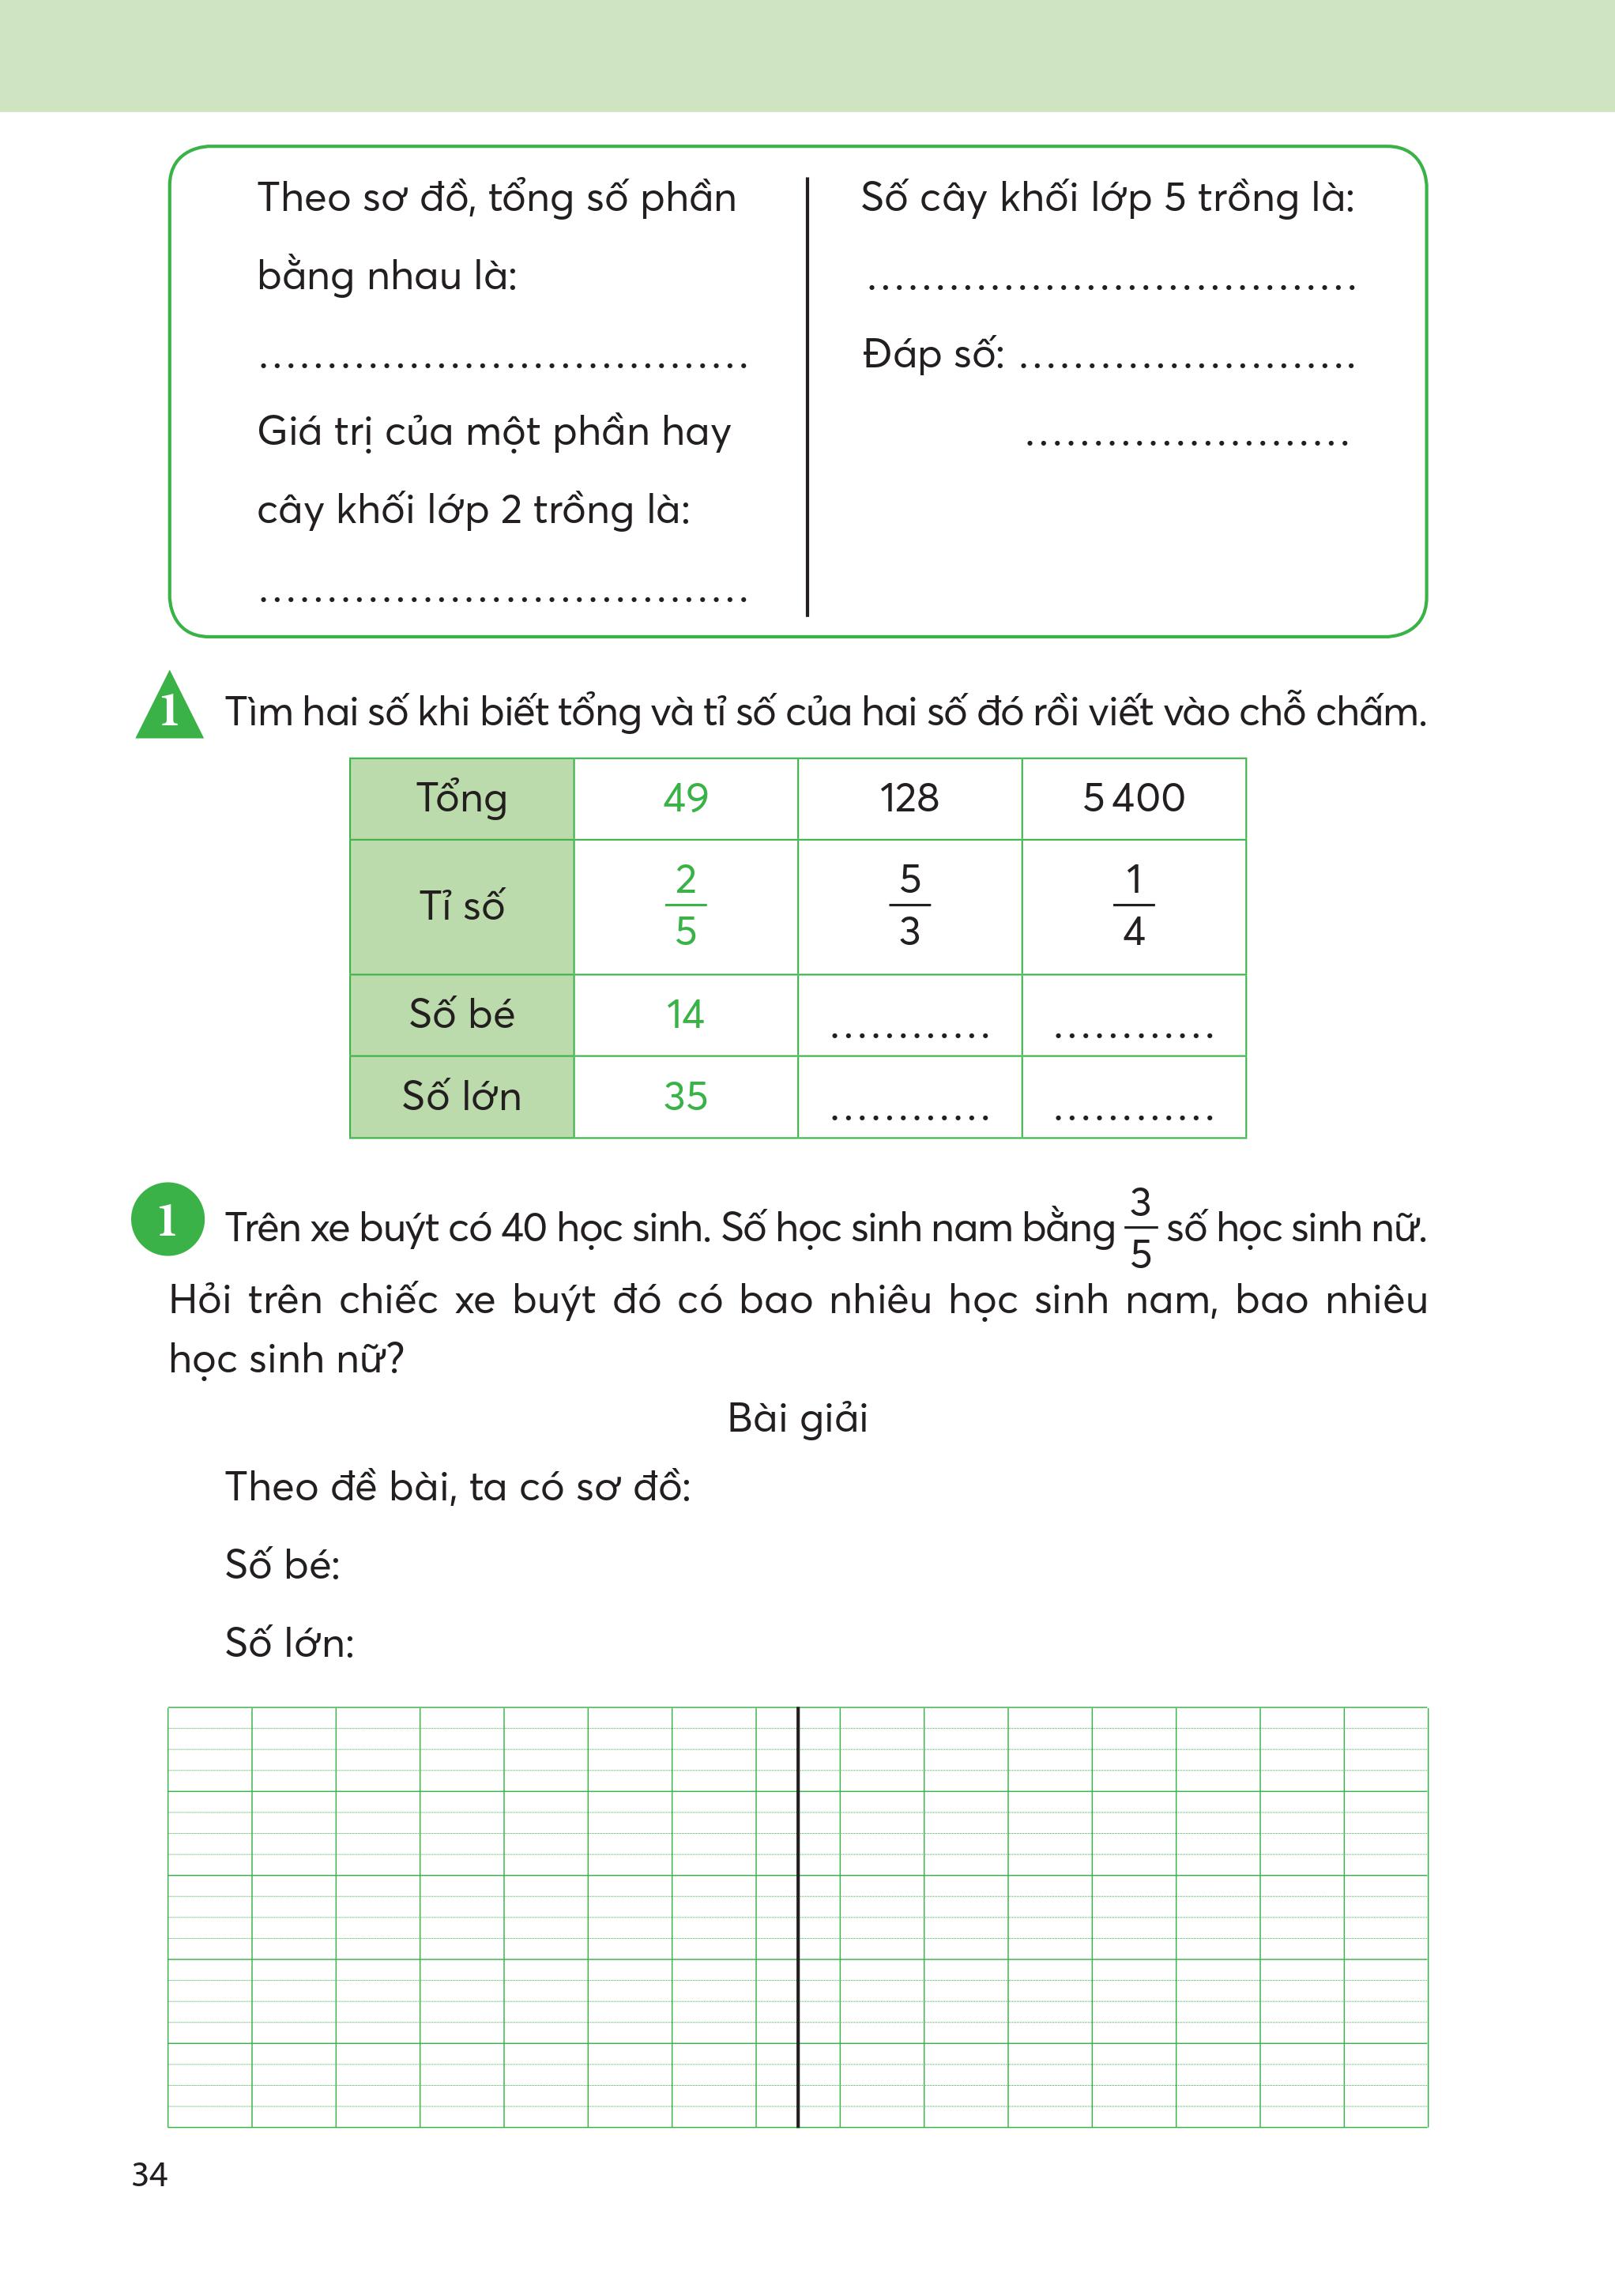 Theo sơ đồ, tổng số phần
bằng nhau là:
....................................
Giá trị của một phần hay
cây khối lớp 2 trồng là:
....................................
Số cây khối lớp 5 trồng là:
....................................
Đáp số: .........................
........................
1 Tìm hai số khi biết tổng và tỉ số của hai số đó rồi viết vào chỗ chấm.
Tổng 49 128 5 400
Tỉ số 2/5 5/3 1/4
Số bé 14 ............ ............
Số lớn 35 ............ ............
1 Trên xe buýt có 40 học sinh. Số học sinh nam bằng 3/5 số học sinh nữ.
Hỏi trên chiếc xe buýt đó có bao nhiêu học sinh nam, bao nhiêu
học sinh nữ?
Bài giải
Theo đề bài, ta có sơ đồ:
Số bé:
Số lớn:
34